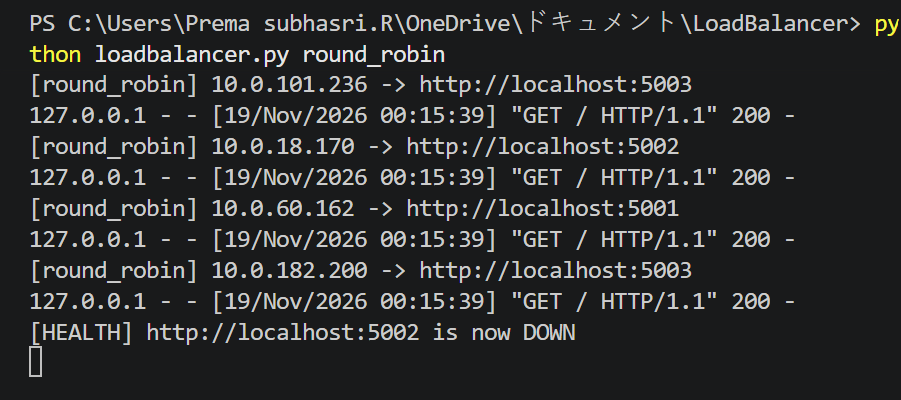 PS C:\Users\Prema subhasri.R\OneDrive\ドキュメント\LoadBalancer> py
thon loadbalancer.py round_robin
[round_robin] 10.0.101.236 -> http://localhost:5003
127.0.0.1 - - [19/Nov/2026 00:15:39] "GET / HTTP/1.1" 200 -
[round_robin] 10.0.18.170 -> http://localhost:5002
127.0.0.1 - - [19/Nov/2026 00:15:39] "GET / HTTP/1.1" 200 -
[round_robin] 10.0.60.162 -> http://localhost:5001
127.0.0.1 - - [19/Nov/2026 00:15:39] "GET / HTTP/1.1" 200 -
[round_robin] 10.0.182.200 -> http://localhost:5003
127.0.0.1 - - [19/Nov/2026 00:15:39] "GET / HTTP/1.1" 200 -
[HEALTH] http://localhost:5002 is now DOWN